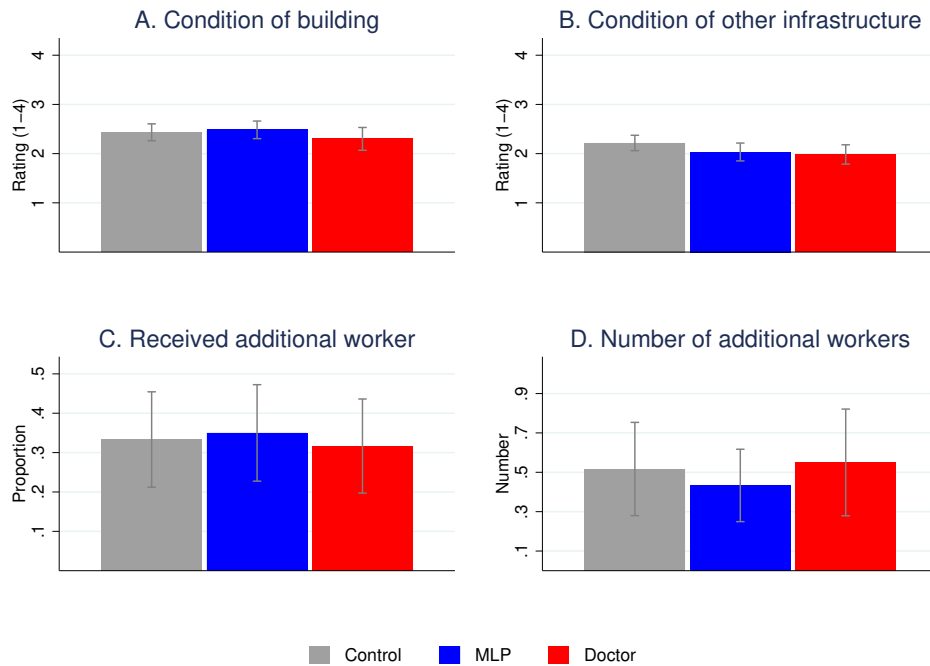 A. Condition of building
Rating (1−4)
4
3
2
1
B. Condition of other infrastructure
Rating (1−4)
4
3
2
1
C. Received additional worker
Proportion
.5
.4
.3
.2
.1
D. Number of additional workers
Number
.9
.7
.5
.3
.1
Control MLP Doctor